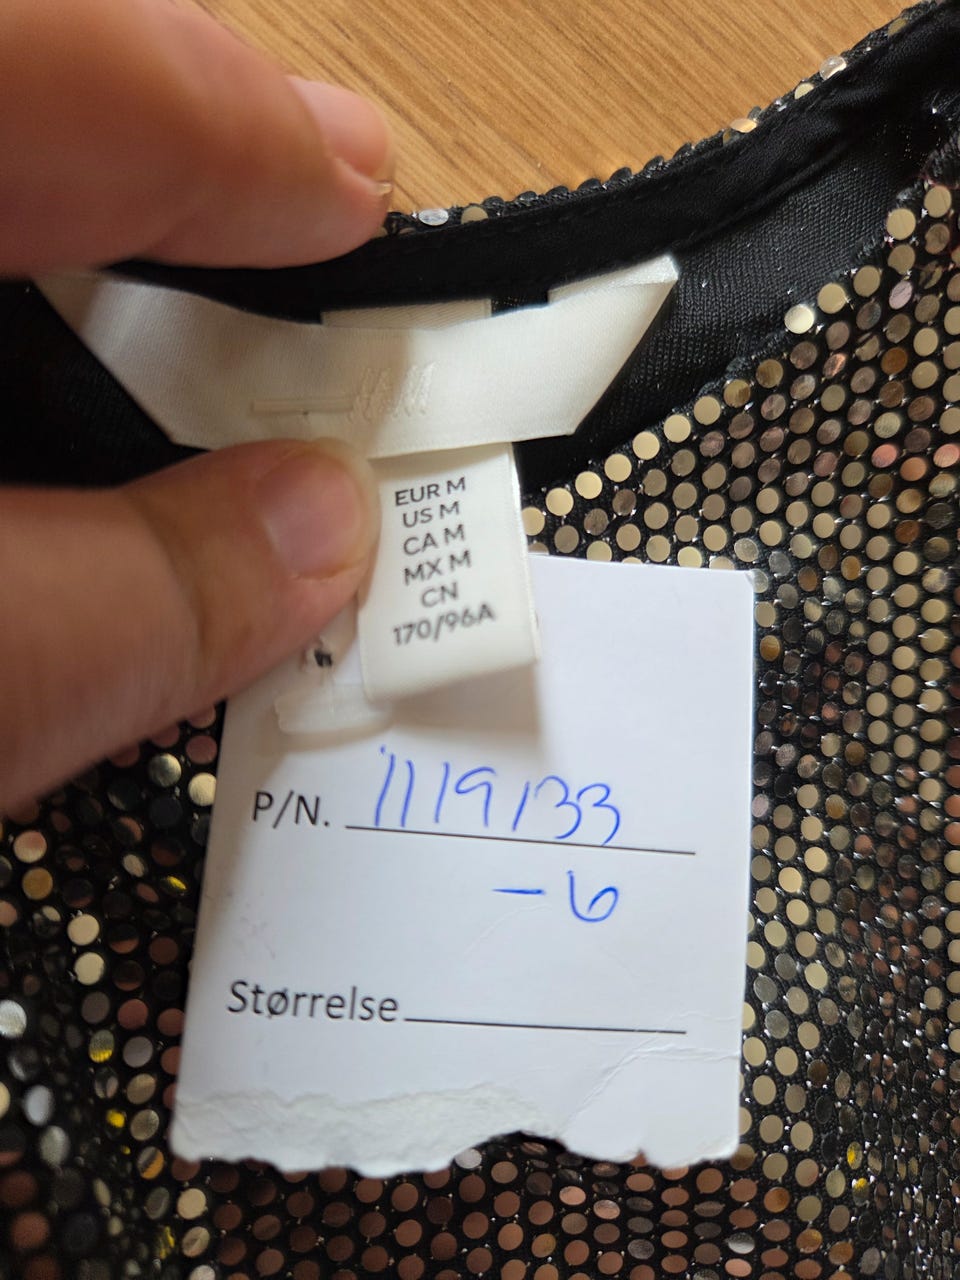 H&M
EUR M
US M
CA M
MX M
CN
170/96A
P/N. 1119133
- 6
Størrelse